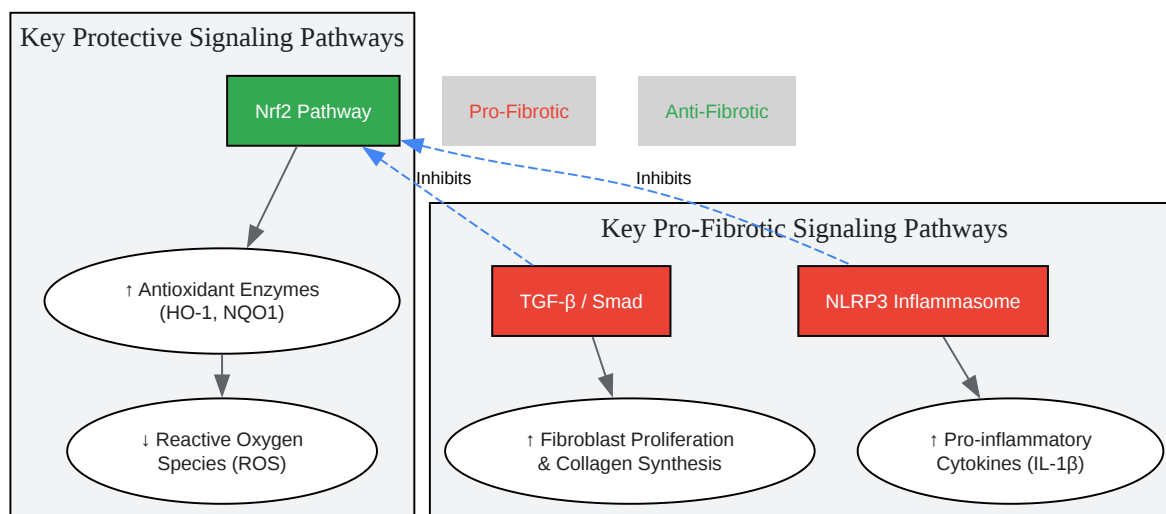 Key Protective Signaling Pathways
Nrf2 Pathway
Pro-Fibrotic
Anti-Fibrotic
Inhibits
Inhibits
Key Pro-Fibrotic Signaling Pathways
↑ Antioxidant Enzymes
(HO-1, NQO1)
TGF-β / Smad
NLRP3 Inflammasome
↓ Reactive Oxygen
Species (ROS)
↑ Fibroblast Proliferation
& Collagen Synthesis
↑ Pro-inflammatory
Cytokines (IL-1β)